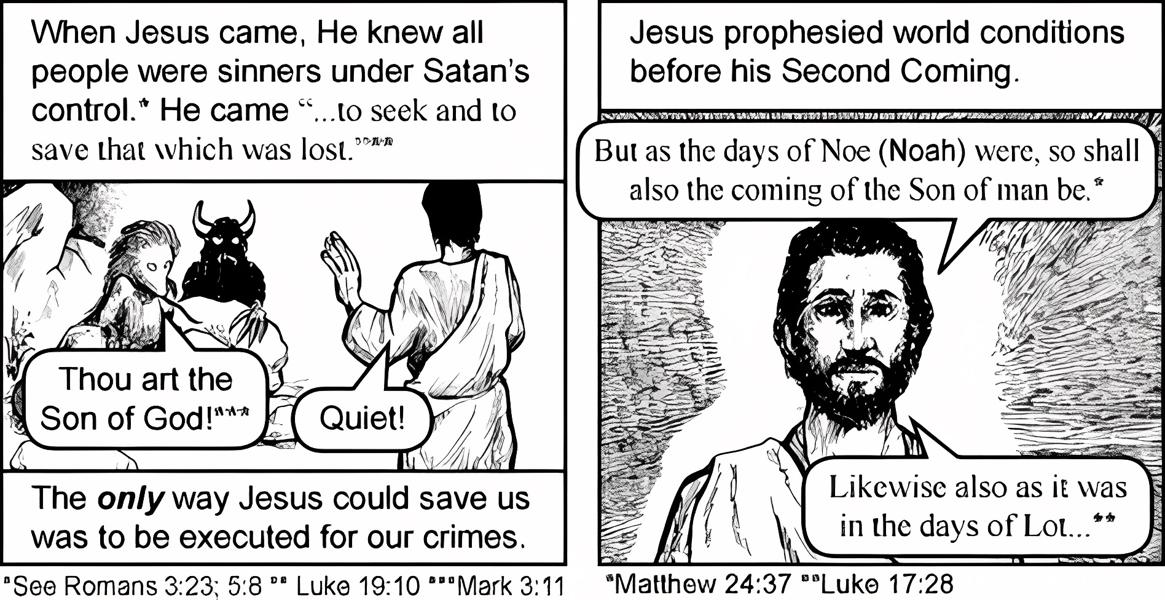 When Jesus came, He knew all
people were sinners under Satan's
control.* He came "...to seek and to
save that which was lost."**
Thou art the
Son of God!***
Quiet!
The only way Jesus could save us
was to be executed for our crimes.
*See Romans 3:23; 5:8 ** Luke 19:10 ***Mark 3:11
Jesus prophesied world conditions
before his Second Coming.
But as the days of Noe (Noah) were, so shall
also the coming of the Son of man be.*
Likewise also as it was
in the days of Lot...**
*Matthew 24:37 **Luke 17:28